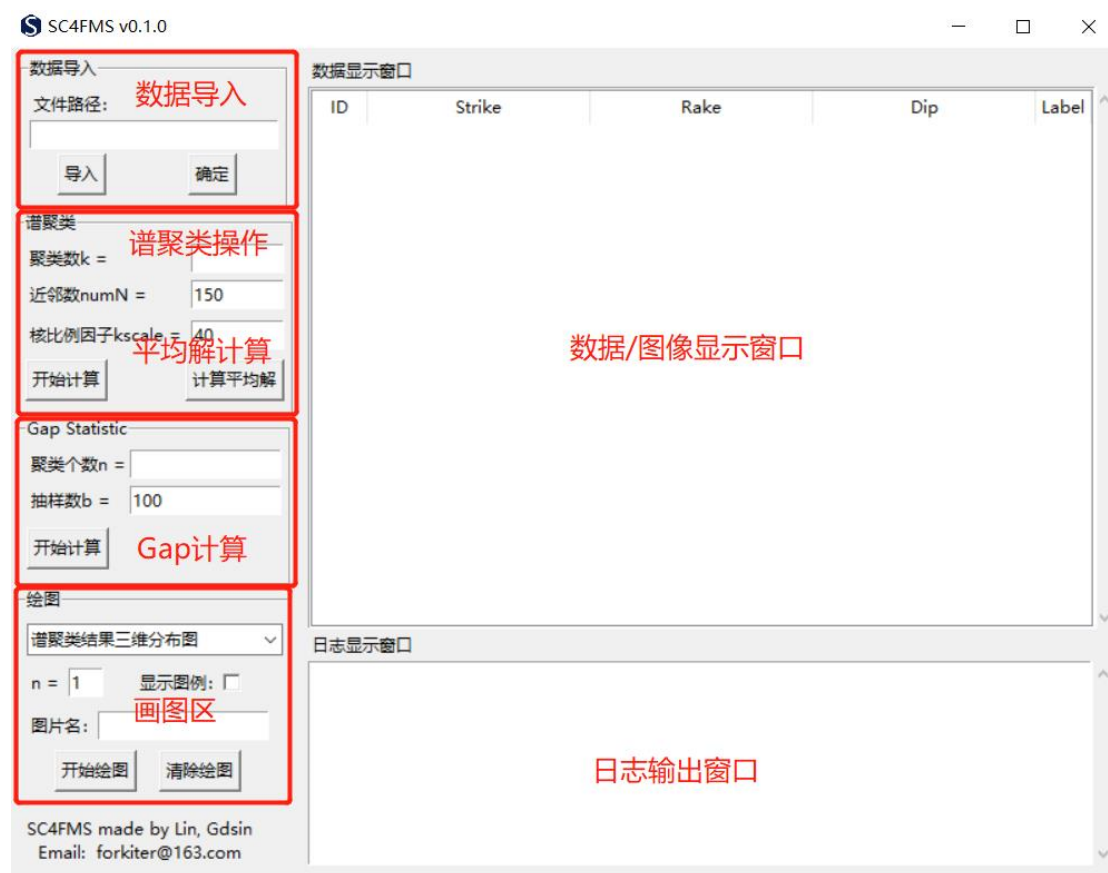 SC4FMS v0.1.0
数据导入
数据导入
文件路径:
导入 确定
谱聚类
谱聚类操作
聚类数k =
近邻数numN = 150
核比例因子kscale = 40
平均解计算
开始计算 计算平均解
Gap Statistic
聚类个数n =
抽样数b = 100
开始计算 Gap计算
绘图
谱聚类结果三维分布图
n = 1 显示图例:
画图区
图片名:
开始绘图 清除绘图
SC4FMS made by Lin, Gdsin
Email: forkiter@163.com
数据显示窗口
ID Strike Rake Dip Label
数据/图像显示窗口
日志显示窗口
日志输出窗口